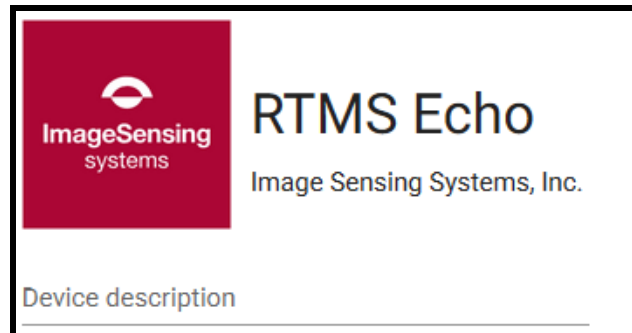 ImageSensing
systems
RTMS Echo
Image Sensing Systems, Inc.
Device description